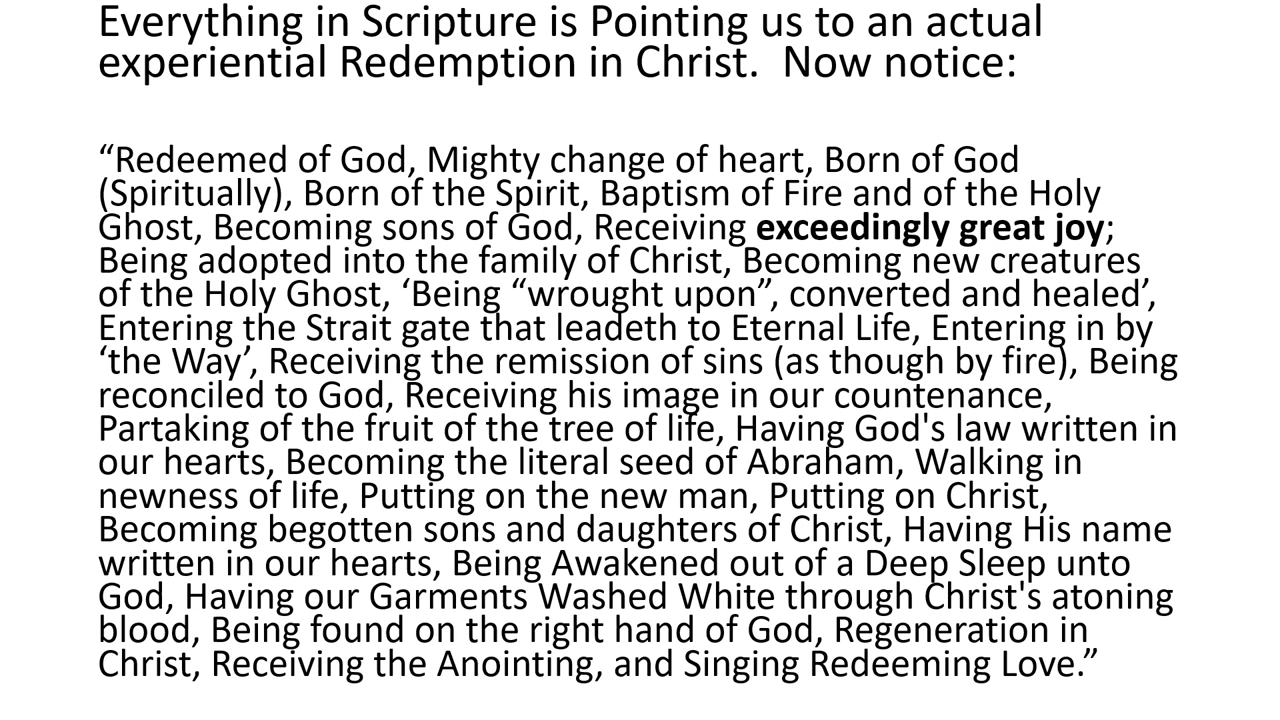 Everything in Scripture is Pointing us to an actual
experiential Redemption in Christ.  Now notice:
“Redeemed of God, Mighty change of heart, Born of God
(Spiritually), Born of the Spirit, Baptism of Fire and of the Holy
Ghost, Becoming sons of God, Receiving exceedingly great joy;
Being adopted into the family of Christ, Becoming new creatures
of the Holy Ghost, ‘Being “wrought upon”, converted and healed’,
Entering the Strait gate that leadeth to Eternal Life, Entering in by
‘the Way’, Receiving the remission of sins (as though by fire), Being
reconciled to God, Receiving his image in our countenance,
Partaking of the fruit of the tree of life, Having God's law written in
our hearts, Becoming the literal seed of Abraham, Walking in
newness of life, Putting on the new man, Putting on Christ,
Becoming begotten sons and daughters of Christ, Having His name
written in our hearts, Being Awakened out of a Deep Sleep unto
God, Having our Garments Washed White through Christ's atoning
blood, Being found on the right hand of God, Regeneration in
Christ, Receiving the Anointing, and Singing Redeeming Love.”